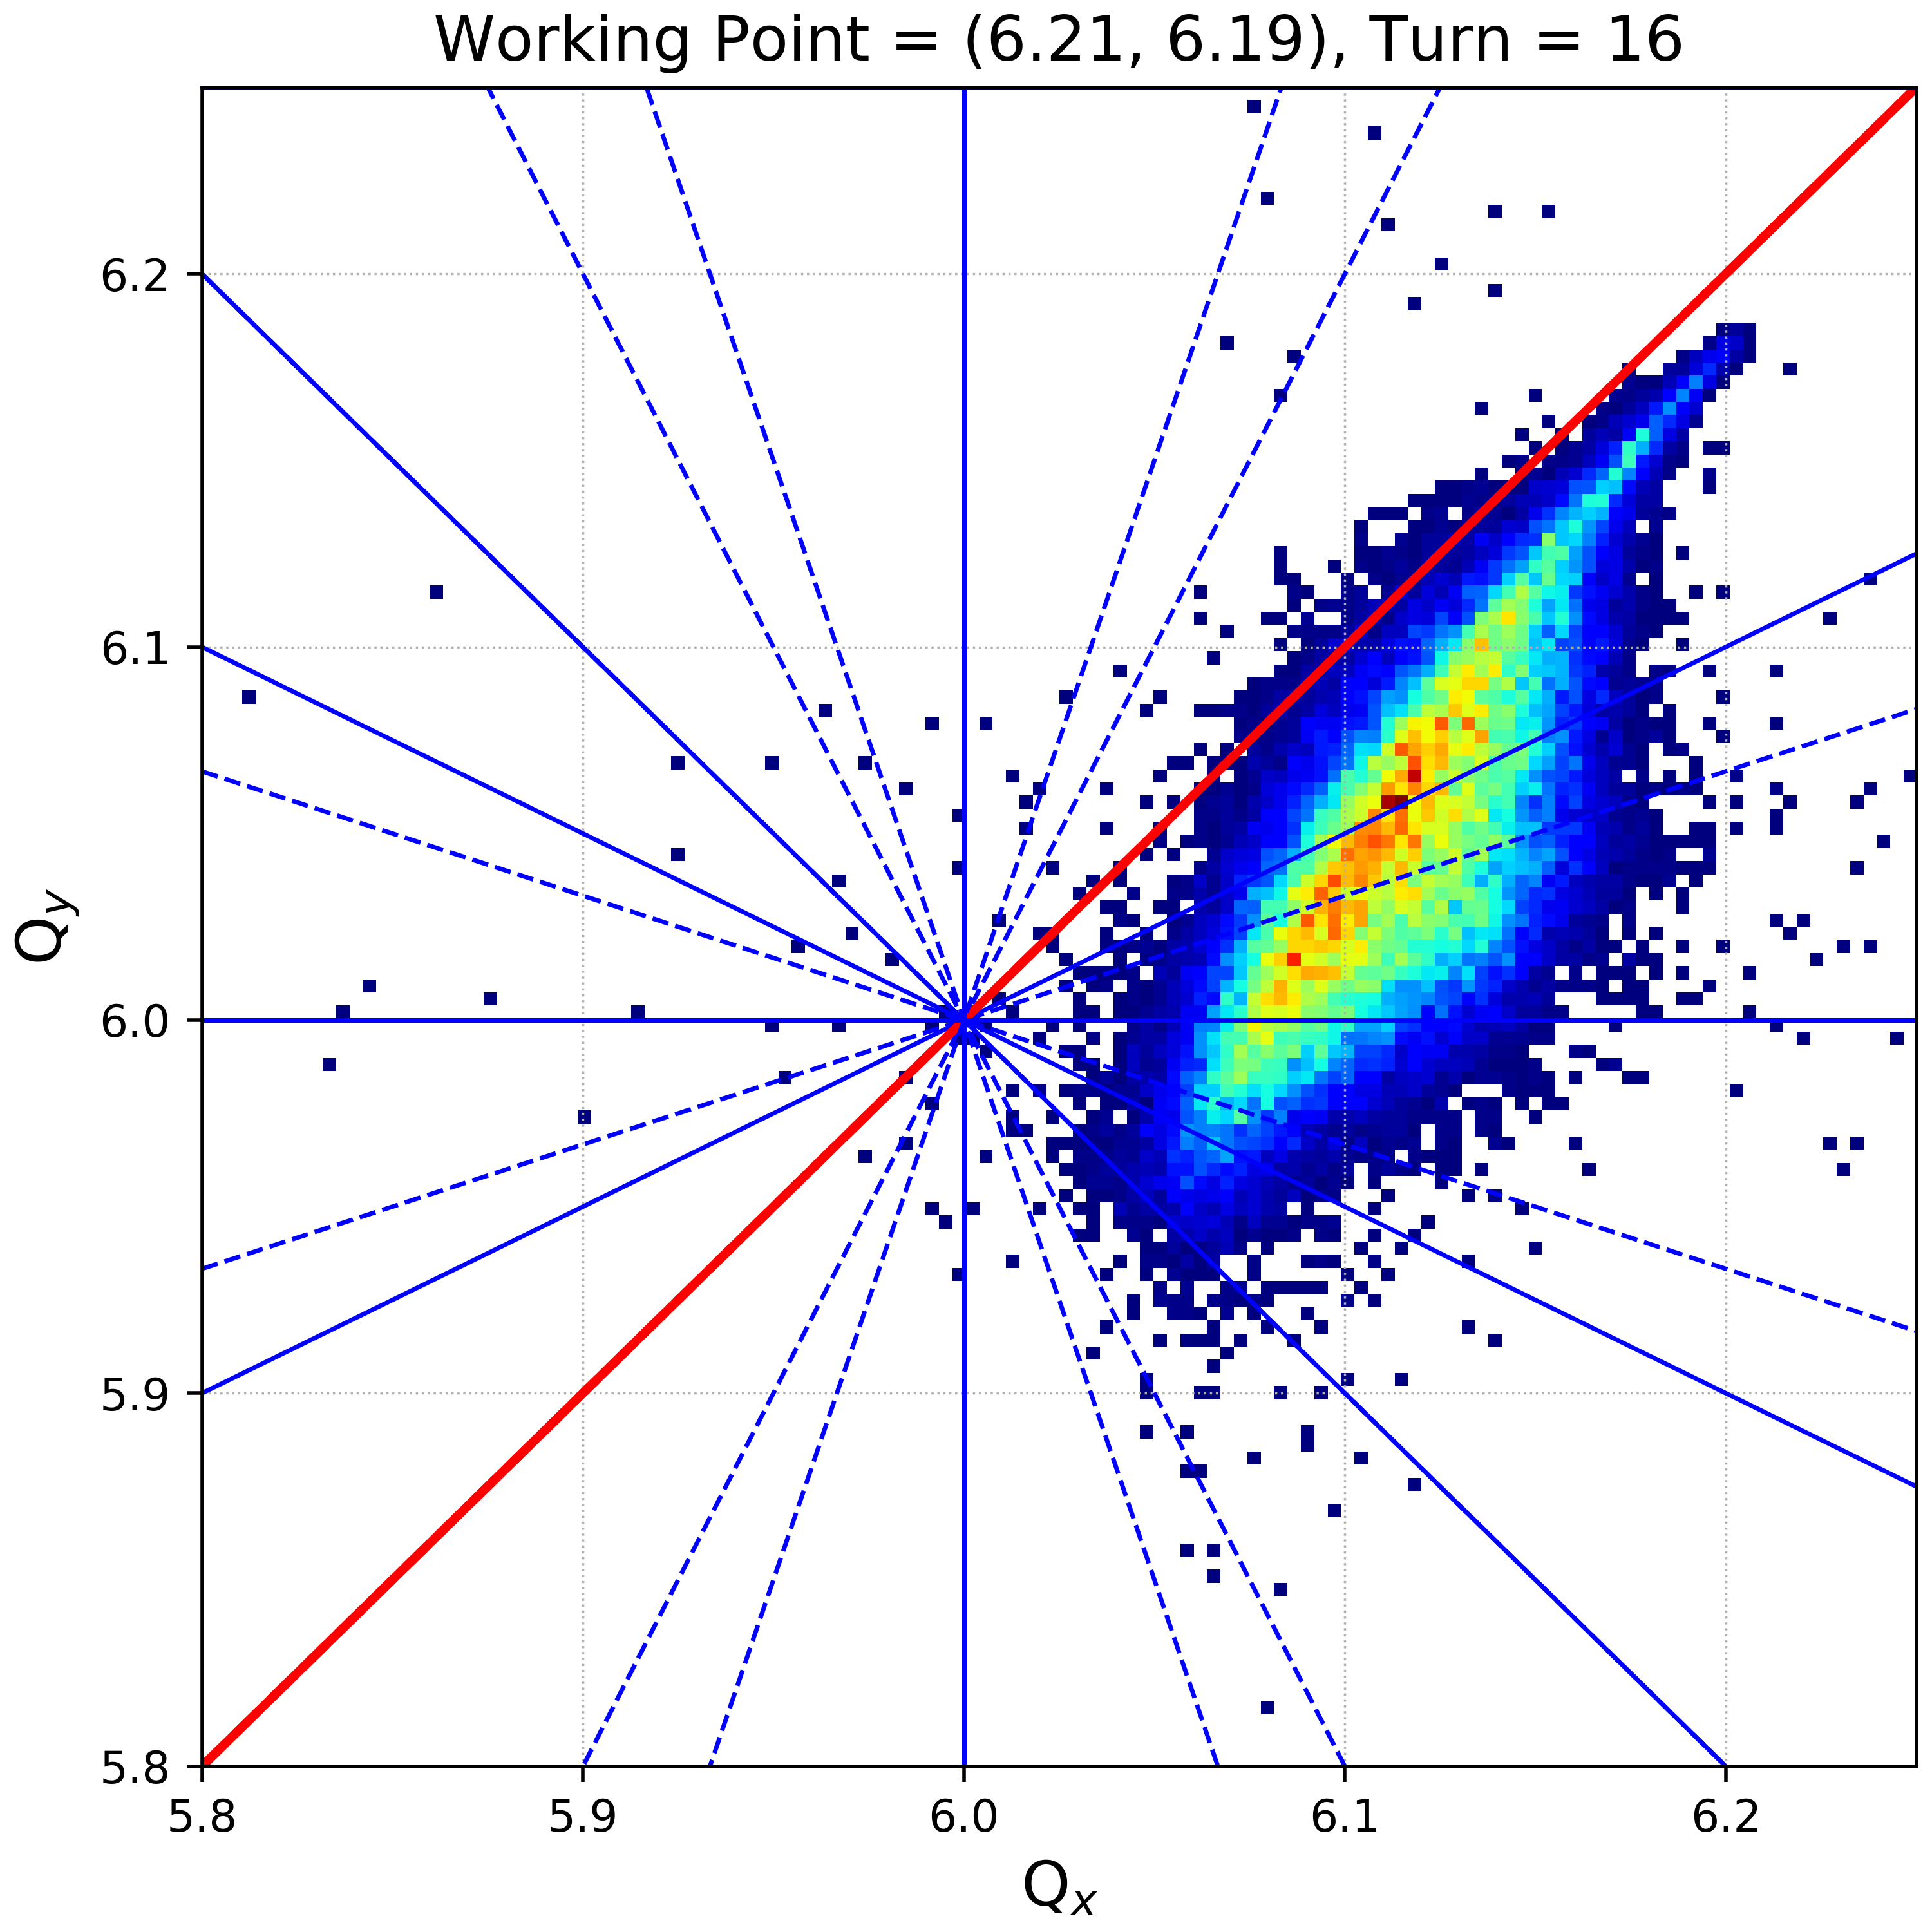 Working Point = (6.21, 6.19), Turn = 16
6.2
6.1
6.0
5.9
5.8
Qy
5.8 5.9 6.0 6.1 6.2
Qx